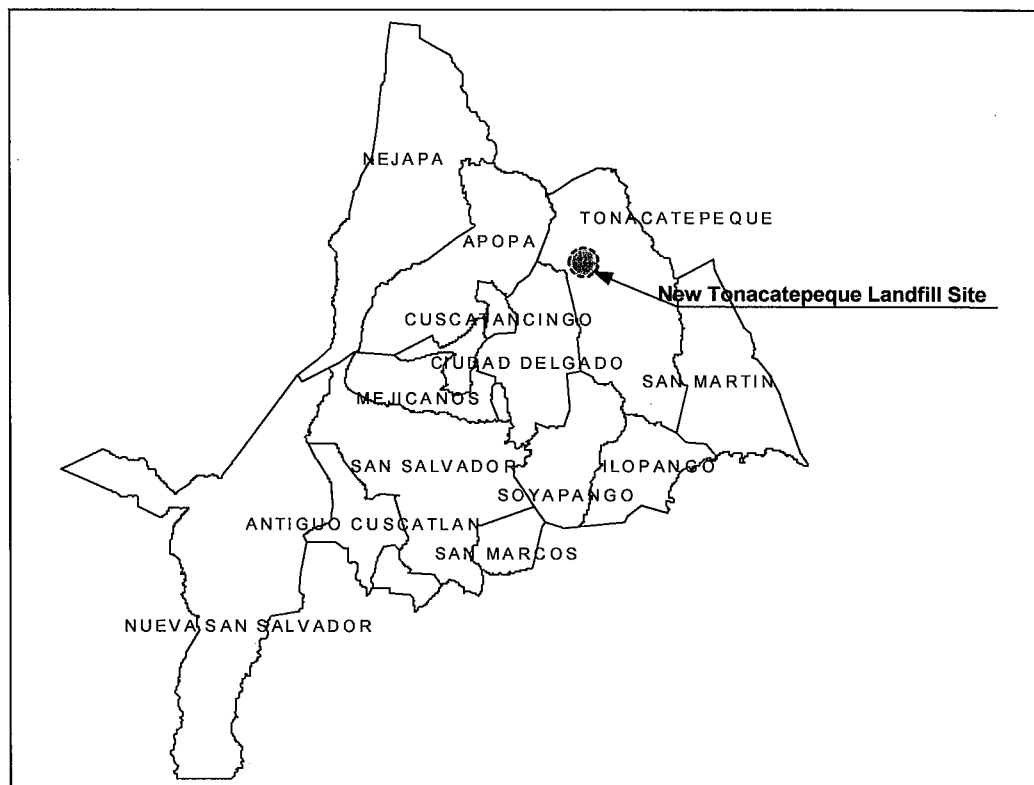 NEJAPA
TONACATEPEQUE
APOPA
New Tonacatepeque Landfill Site
CUSCATANCINGO
CIUDAD DELGADO
SAN MARTIN
MEJICANOS
SAN SALVADOR
ILOPANGO
SOYAPANGO
ANTIGUO CUSCATLAN
SAN MARCOS
NUEVA SAN SALVADOR